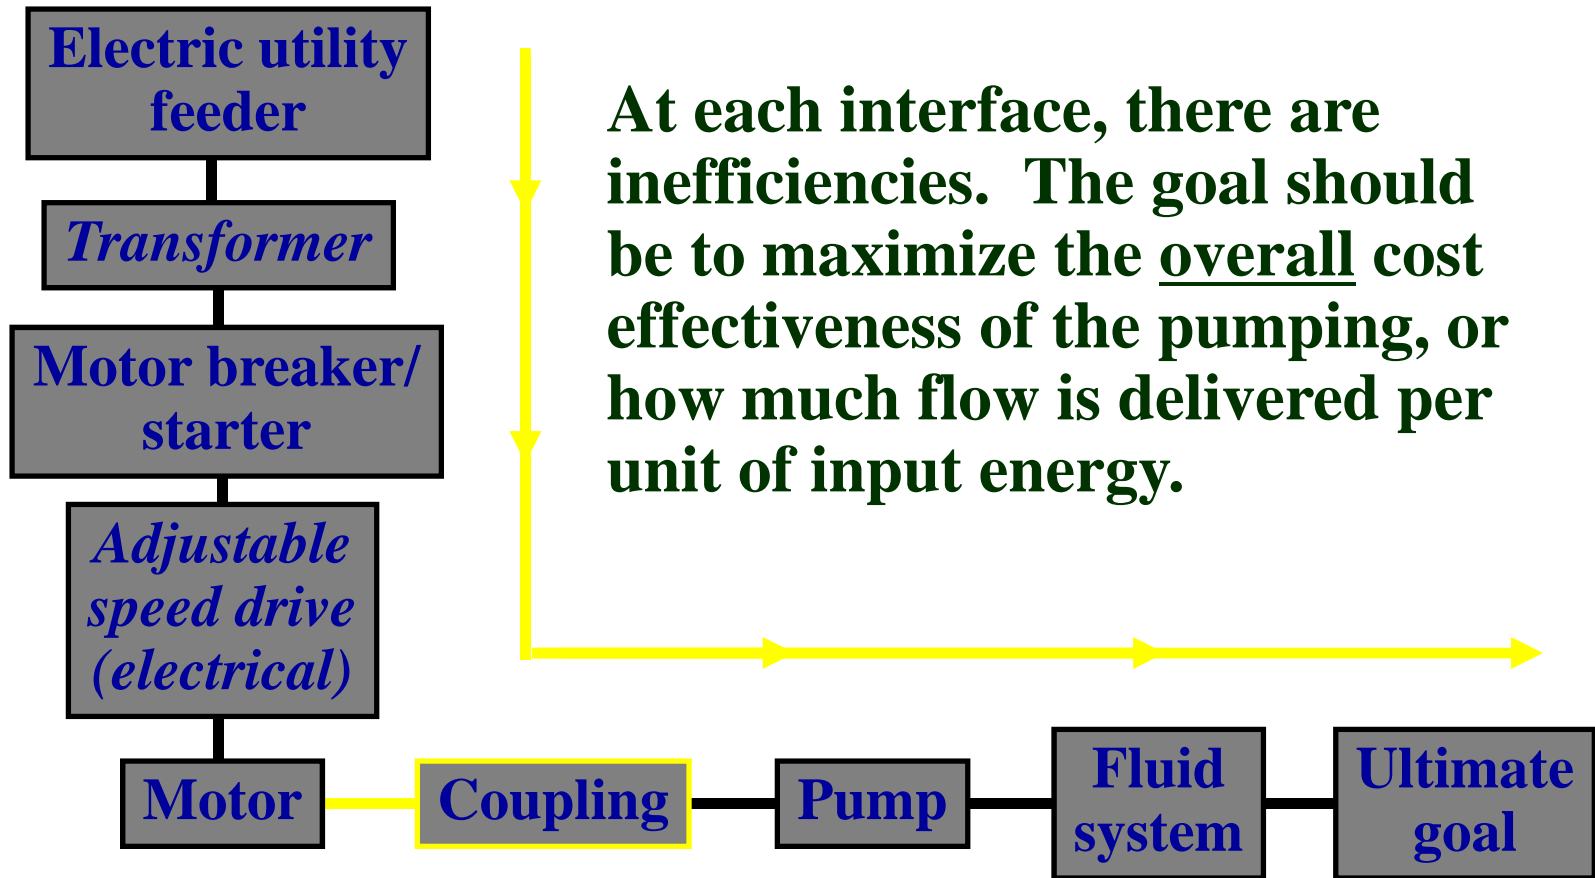 Electric utility
feeder
Transformer
Motor breaker/
starter
Adjustable
speed drive
(electrical)
At each interface, there are
inefficiencies.  The goal should
be to maximize the overall cost
effectiveness of the pumping, or
how much flow is delivered per
unit of input energy.
Motor
Coupling
Pump
Fluid
system
Ultimate
goal